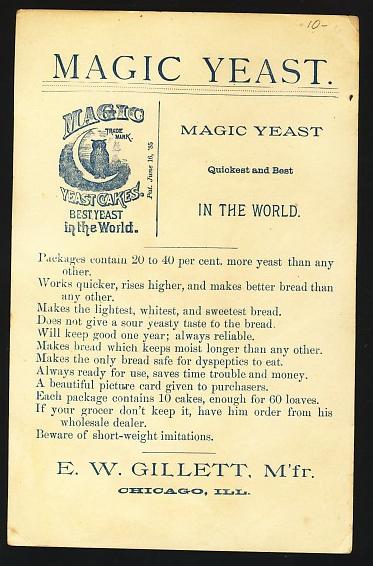 10-
MAGIC YEAST.
MAGIC
TRADE
MARK.
YEAST CAKES.
BEST YEAST
in the World.
Pat. June 16, '85
MAGIC YEAST
Quickest and Best
IN THE WORLD.
Packages contain 20 to 40 per cent. more yeast than any
other.
Works quicker, rises higher, and makes better bread than
any other.
Makes the lightest, whitest, and sweetest bread.
Does not give a sour yeasty taste to the bread.
Will keep good one year; always reliable.
Makes bread which keeps moist longer than any other.
Makes the only bread safe for dyspeptics to eat.
Always ready for use, saves time trouble and money.
A beautiful picture card given to purchasers.
Each package contains 10 cakes, enough for 60 loaves.
If your grocer don't keep it, have him order from his
wholesale dealer.
Beware of short-weight imitations.
E. W. GILLETT, M'fr.
CHICAGO, ILL.